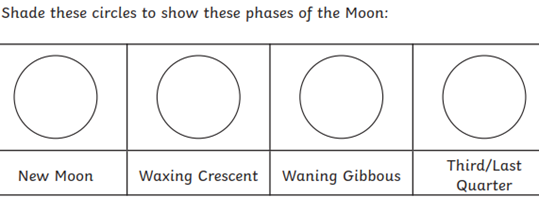 Shade these circles to show these phases of the Moon:
New Moon
Waxing Crescent
Waning Gibbous
Third/Last
Quarter